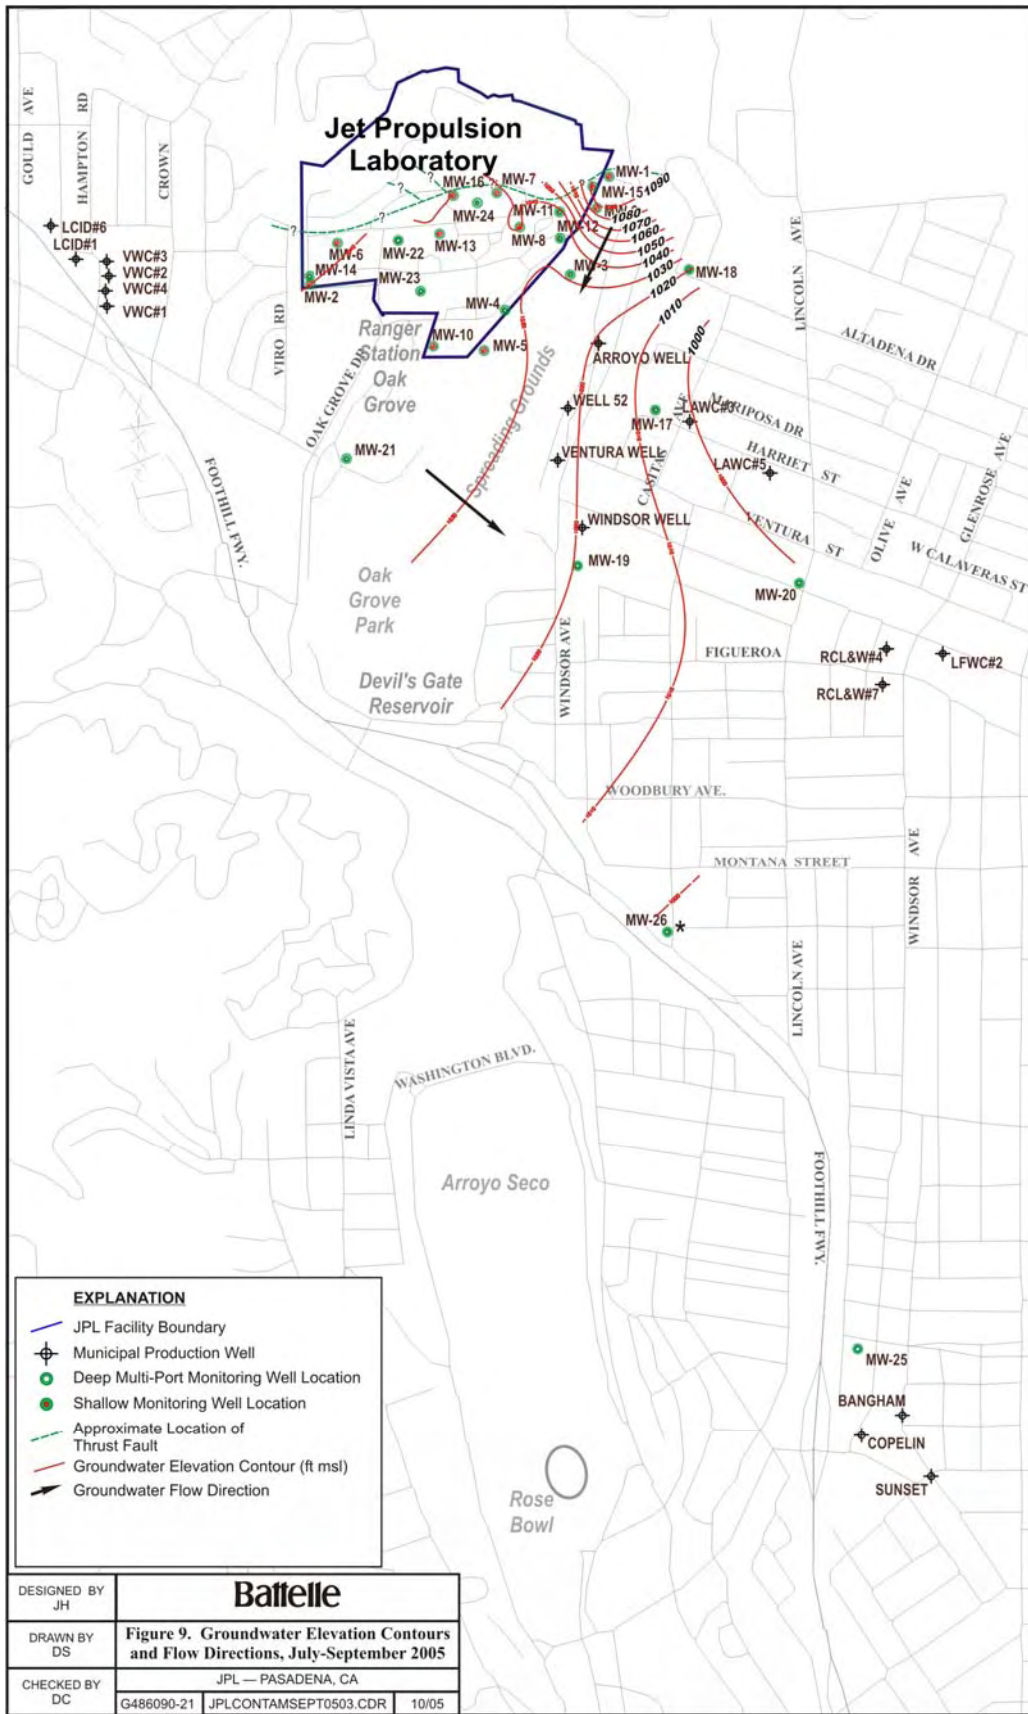 GOULD AVE
HAMPTON RD
CROWN
Jet Propulsion
Laboratory
MW-1
MW-7
MW-16
MW-15
1090
MW-24
MW-11
1080
1070
1060
1050
1040
1030
1020
1010
1000
MW-12
MW-13
MW-8
MW-22
MW-6
MW-14
MW-23
MW-2
MW-3
MW-18
MW-4
MW-10
MW-5
LCID#6
LCID#1
VWC#3
VWC#2
VWC#4
VWC#1
VIRO RD
LINCOLN AVE
ALTADENA DR
Ranger
Station
Oak
Grove
OAK GROVE DR
ARROYO WELL
WELL 52
MW-17
LAWC#3
MARIPOSA DR
HARRIET ST
LAWC#5
Spreading Grounds
VENTURA WELL
CASITAS AVE
MW-21
FOOTHILL FWY.
WINDSOR WELL
VENTURA ST
OLIVE AVE
GLENROSE AVE
W CALAVERAS ST
MW-19
MW-20
Oak
Grove
Park
WINDSOR AVE
FIGUEROA
RCL&W#4
LFWC#2
RCL&W#7
Devil's Gate
Reservoir
WOODBURY AVE.
MONTANA STREET
WINDSOR AVE
MW-26 *
LINCOLN AVE
LINDA VISTA AVE
WASHINGTON BLVD.
Arroyo Seco
FOOTHILL FWY.
MW-25
BANGHAM
COPELIN
SUNSET
Rose
Bowl
EXPLANATION
JPL Facility Boundary
Municipal Production Well
Deep Multi-Port Monitoring Well Location
Shallow Monitoring Well Location
Approximate Location of
Thrust Fault
Groundwater Elevation Contour (ft msl)
Groundwater Flow Direction
DESIGNED BY
JH
Battelle
DRAWN BY
DS
Figure 9. Groundwater Elevation Contours
and Flow Directions, July-September 2005
CHECKED BY
DC
JPL — PASADENA, CA
G486090-21 JPLCONTAMSEPT0503.CDR 10/05